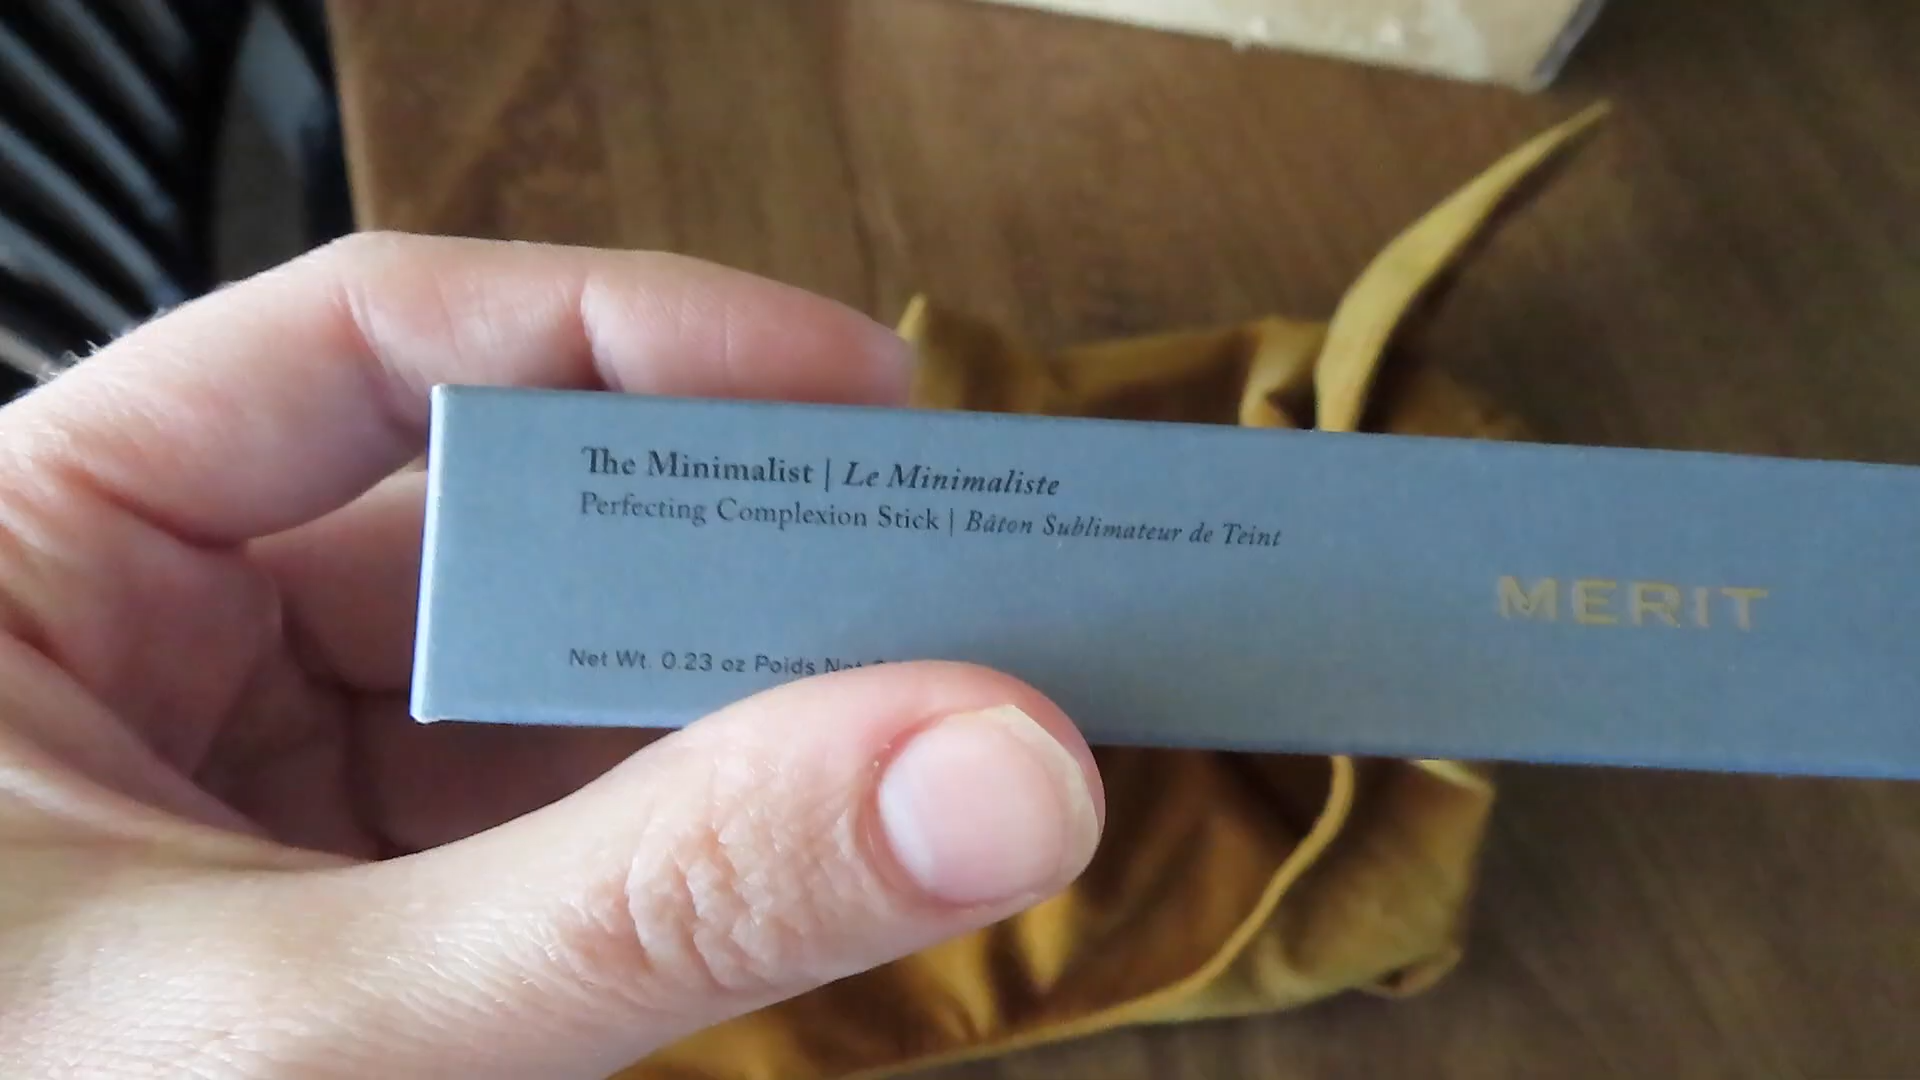 The Minimalist | Le Minimaliste
Perfecting Complexion Stick | Bâton Sublimateur de Teint
MERIT
Net Wt. 0.23 oz Poids